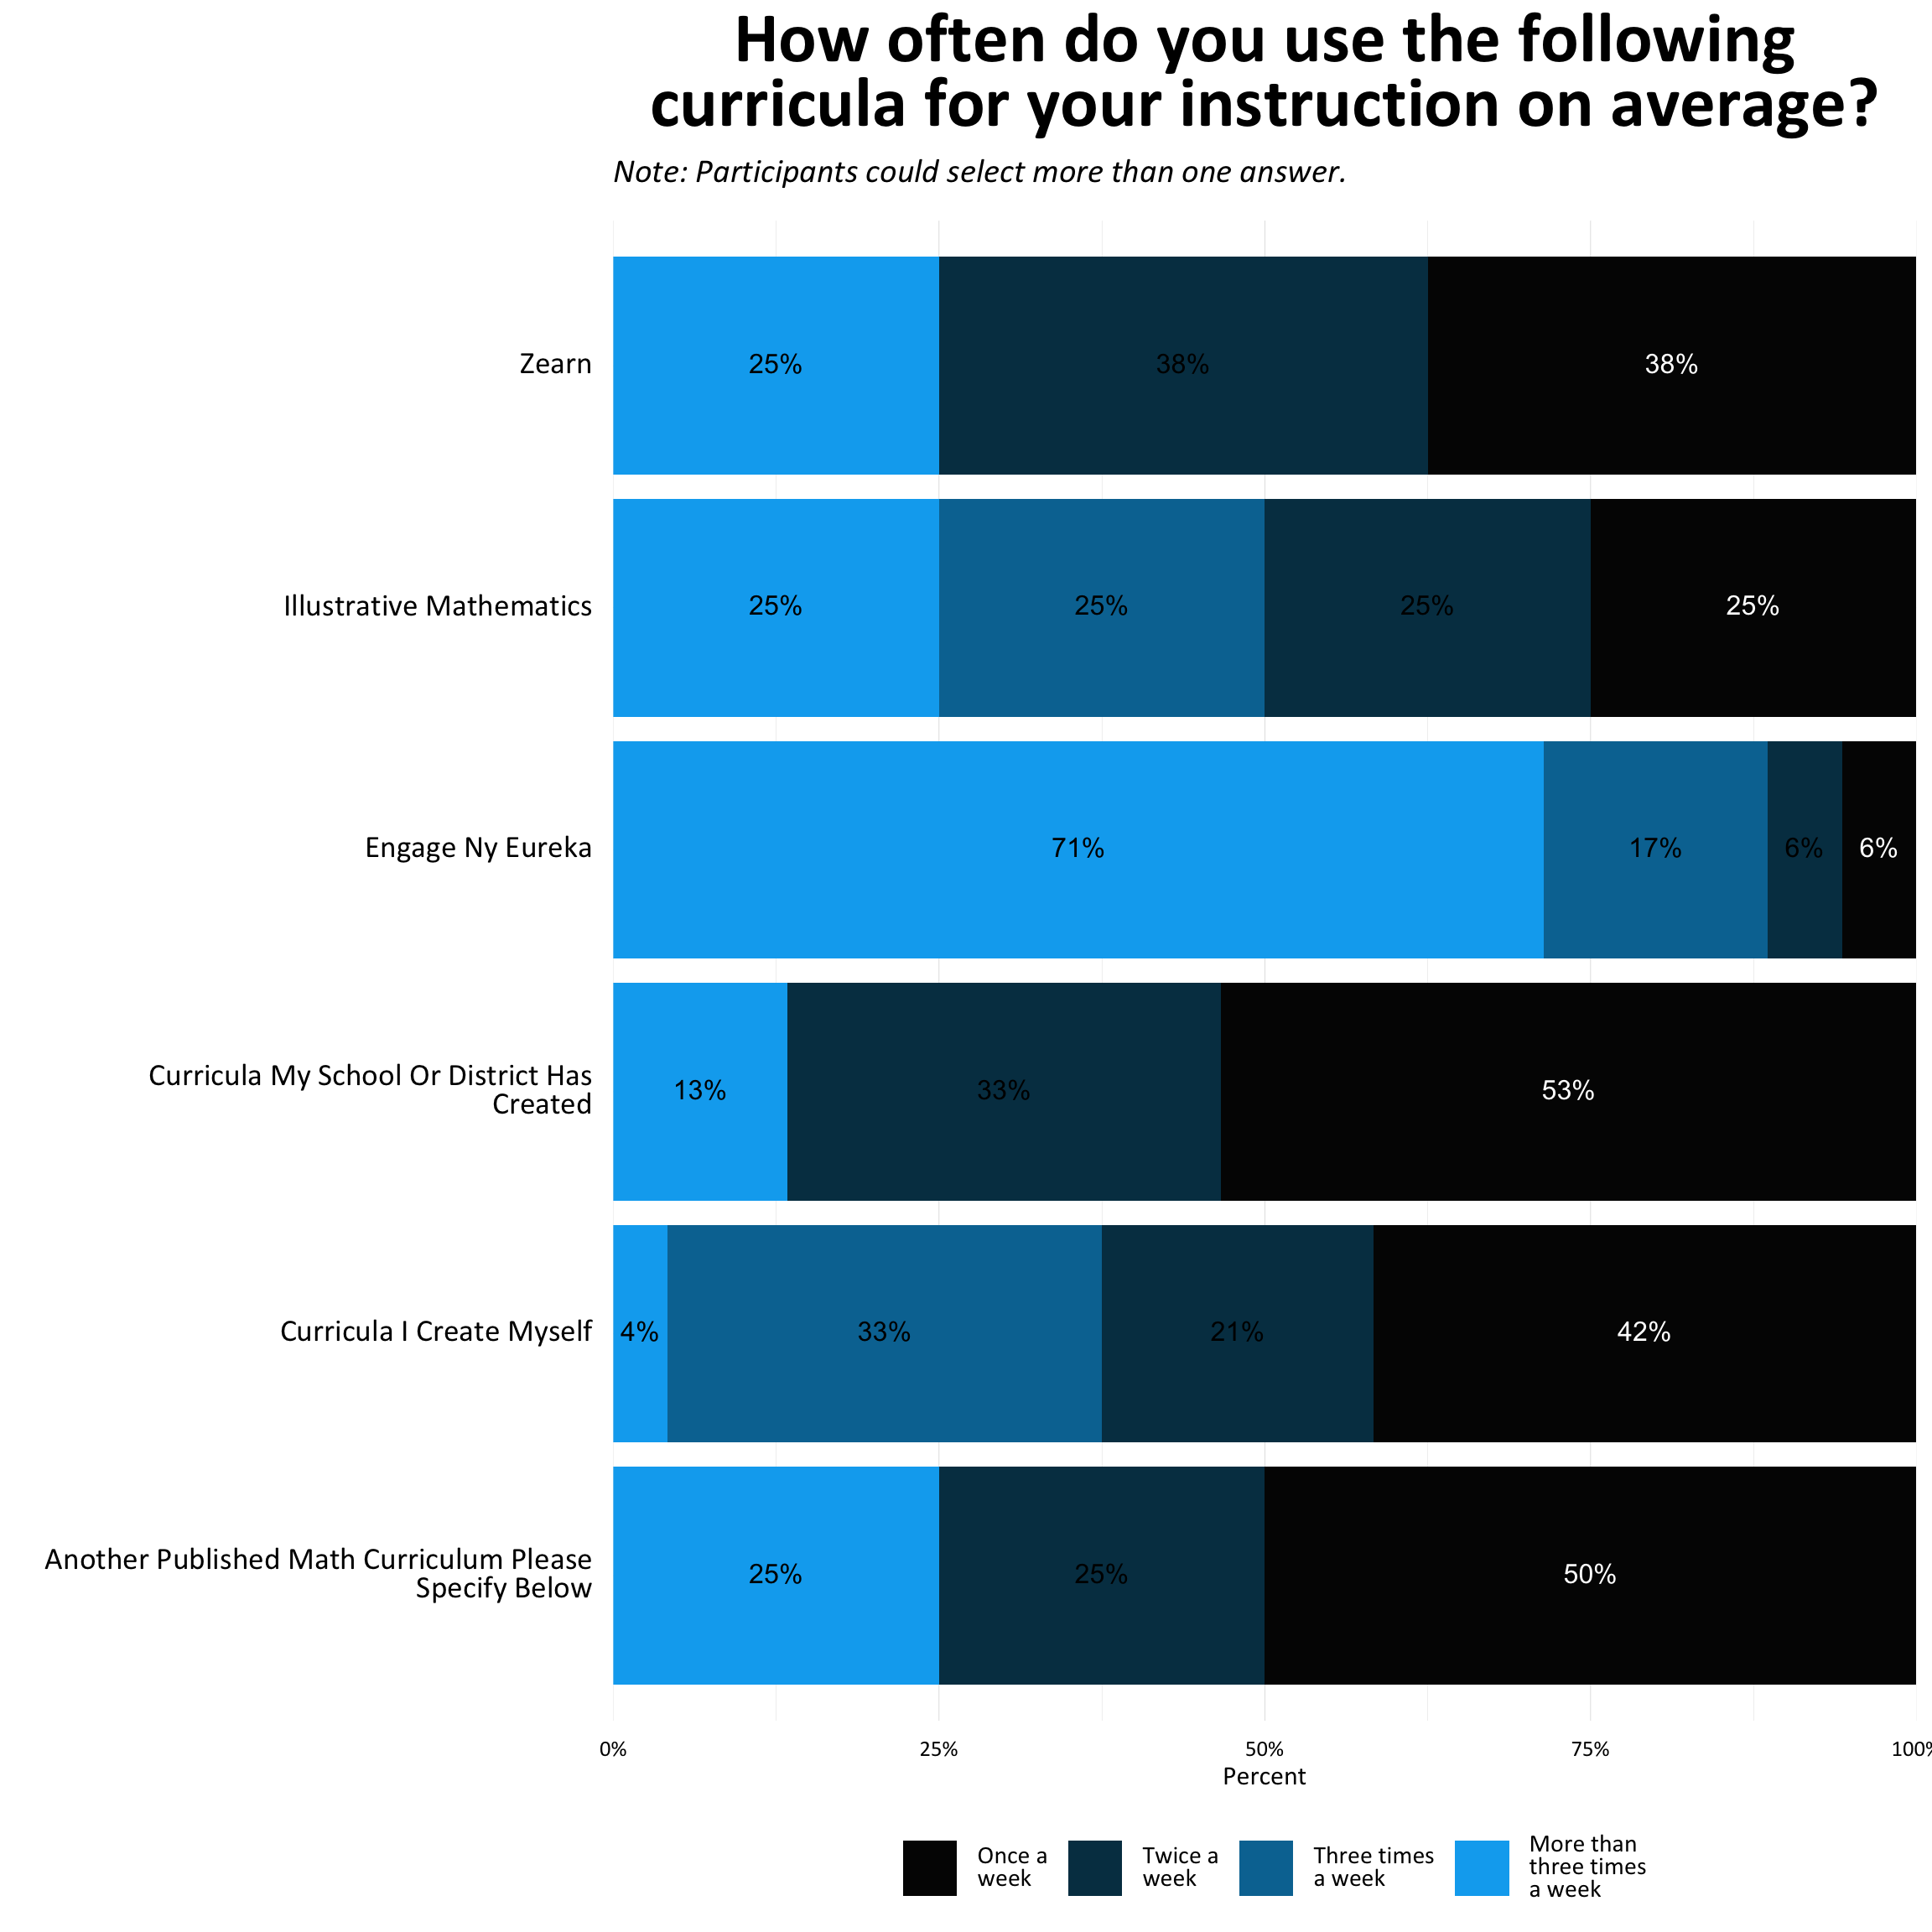 How often do you use the following
curricula for your instruction on average?
Note: Participants could select more than one answer.
Zearn
25%
38%
38%
Illustrative Mathematics
25%
25%
25%
25%
Engage Ny Eureka
71%
17%
6%
6%
Curricula My School Or District Has
Created
13%
33%
53%
Curricula I Create Myself
4%
33%
21%
42%
Another Published Math Curriculum Please
Specify Below
25%
25%
50%
0%
25%
50%
75%
100%
Percent
Once a
week
Twice a
week
Three times
a week
More than
three times
a week